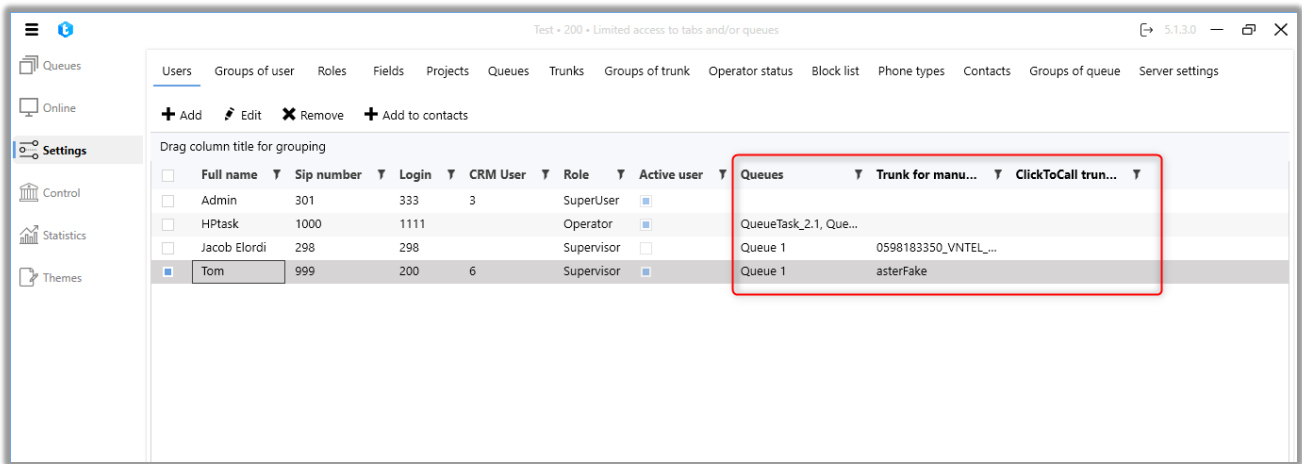 Test • 200 • Limited access to tabs and/or queues
5.1.3.0
Queues
Online
Settings
Control
Statistics
Themes
Users Groups of user Roles Fields Projects Queues Trunks Groups of trunk Operator status Block list Phone types Contacts Groups of queue Server settings
Add Edit Remove Add to contacts
Drag column title for grouping
Full name Sip number Login CRM User Role Active user Queues Trunk for manu... ClickToCall trun...
Admin 301 333 3 SuperUser
HPtask 1000 1111 Operator QueueTask_2.1, Que...
Jacob Elordi 298 298 Supervisor Queue 1 0598183350_VNTEL_...
Tom 999 200 6 Supervisor Queue 1 asterFake